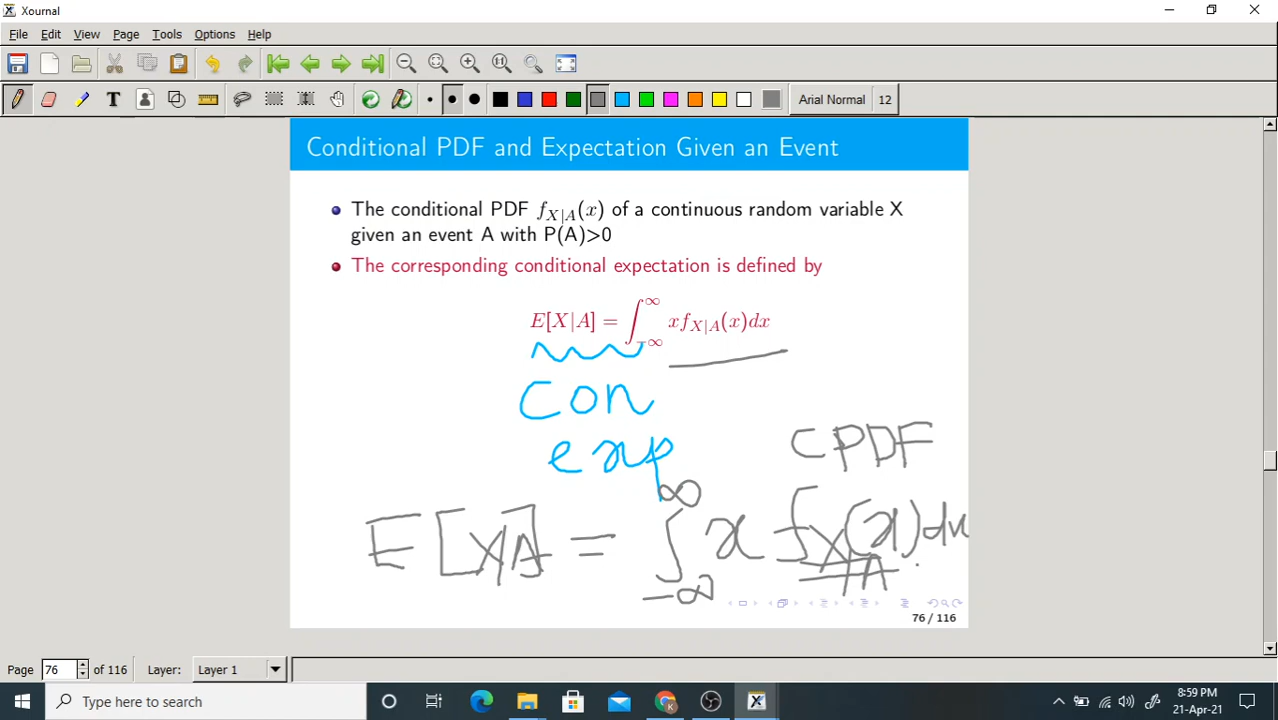 Xournal
File Edit View Page Tools Options Help
Arial Normal 12
Conditional PDF and Expectation Given an Event
The conditional PDF f_{X|A}(x) of a continuous random variable X
given an event A with P(A)>0
The corresponding conditional expectation is defined by
E[X|A] = ∫_{-∞}^{∞} x f_{X|A}(x)dx
Con
exp
CPDF
E[X|A] = ∫_{-∞}^{∞} x f_{X|A}(x) dx
76 / 116
Page 76 of 116 Layer: Layer 1
Type here to search
8:59 PM
21-Apr-21